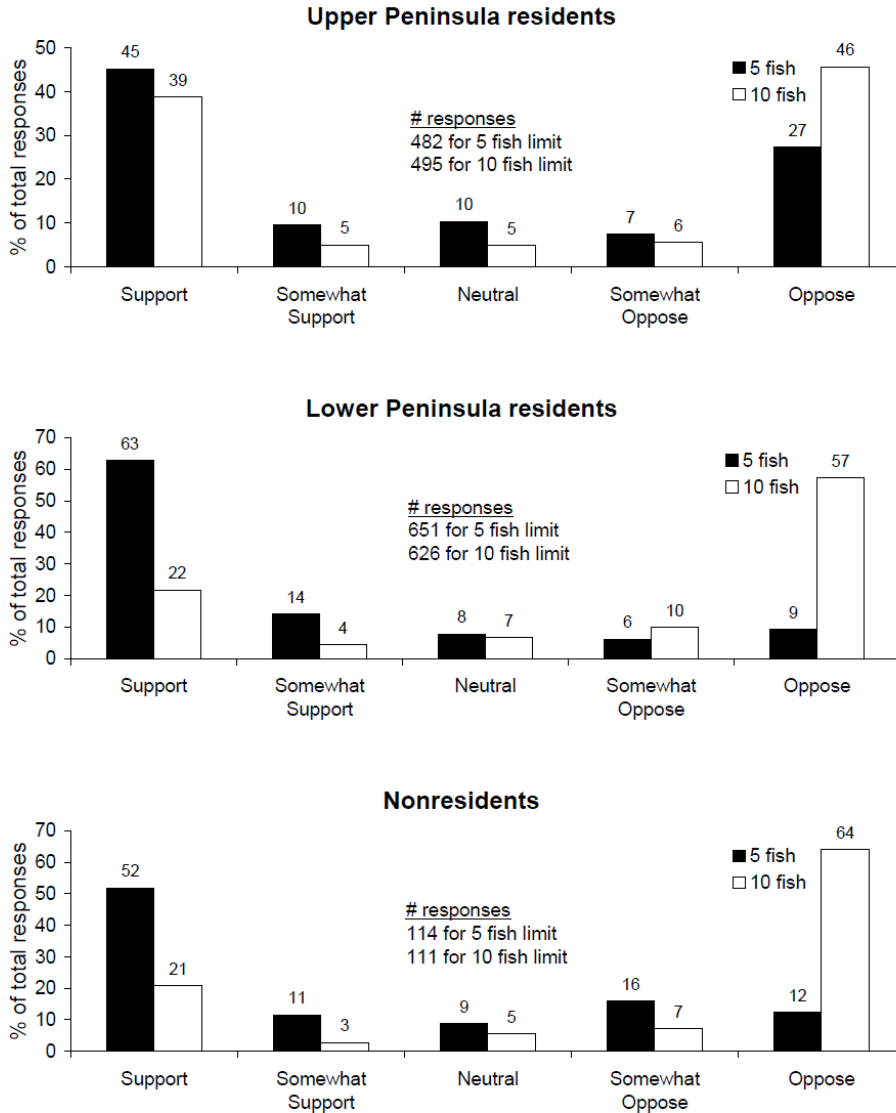 Upper Peninsula residents
% of total responses
50
40
30
20
10
0
45
39
10
5
10
5
7
6
27
46
5 fish
10 fish
# responses
482 for 5 fish limit
495 for 10 fish limit
Support
Somewhat
Support
Neutral
Somewhat
Oppose
Oppose
Lower Peninsula residents
% of total responses
70
60
50
40
30
20
10
0
63
22
14
4
8
7
6
10
9
57
5 fish
10 fish
# responses
651 for 5 fish limit
626 for 10 fish limit
Support
Somewhat
Support
Neutral
Somewhat
Oppose
Oppose
Nonresidents
% of total responses
70
60
50
40
30
20
10
0
52
21
11
3
9
5
16
7
12
64
5 fish
10 fish
# responses
114 for 5 fish limit
111 for 10 fish limit
Support
Somewhat
Support
Neutral
Somewhat
Oppose
Oppose